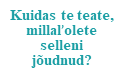 Kuidas te teate,
millal'olete
selleni
jõudnud?